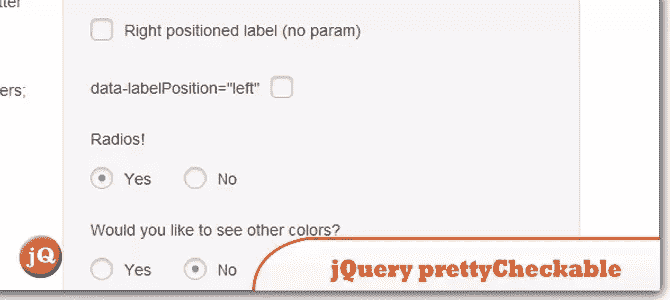 tter
Right positioned label (no param)
ers;
data-labelPosition="left"
Radios!
Yes No
Would you like to see other colors?
Yes No
jQ
jQuery prettyCheckable